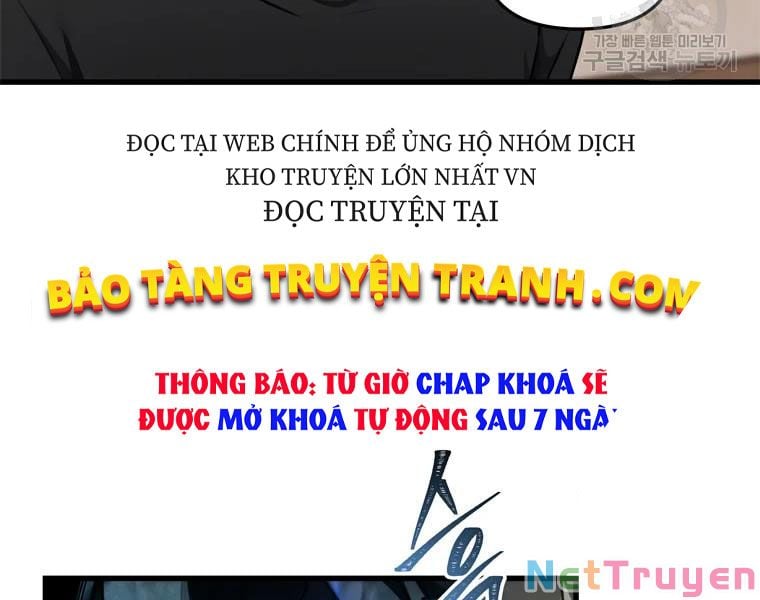 가장 빠른 웹툰 미리보기
구글검색 뉴토끼
ĐỌC TẠI WEB CHÍNH ĐỂ ỦNG HỘ NHÓM DỊCH
KHO TRUYỆN LỚN NHẤT VN
ĐỌC TRUYỆN TẠI
BẢO TÀNG TRUYỆN TRANH.COM
THÔNG BÁO: TỪ GIỜ CHAP KHOÁ SẼ
ĐƯỢC MỞ KHOÁ TỰ ĐỘNG SAU 7 NGÀY
NetTruyen